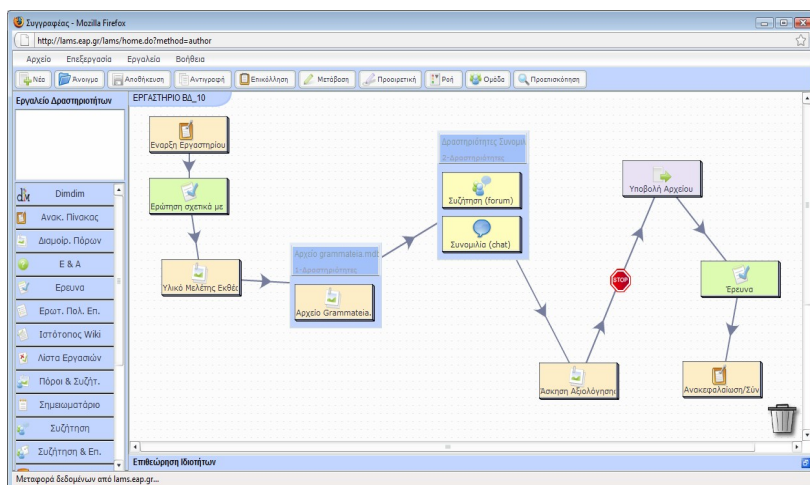 Συγγραφέας - Mozilla Firefox
http://lams.eap.gr/lams/home.do?method=author
Αρχείο Επεξεργασία Εργαλεία Βοήθεια
Νέο Άνοιγμα Αποθήκευση Αντιγραφή Επικόλληση Μετάβαση Προαιρετική Ροή Ομάδα Προεπισκόπηση
Εργαλείο Δραστηριοτήτων
ΕΡΓΑΣΤΗΡΙΟ ΒΔ_10
Εναρξη Εργαστηρίου
Ερώτηση σχετικά με
Υλικό Μελέτης Εκθέσ
Αρχείο grammateia.mdb
1-Δραστηριότητες
Αρχείο Grammateia.
Δραστηριότητες Συνομιλ
2-Δραστηριότητες
Συζήτηση (forum)
Συνομιλία (chat)
Άσκηση Αξιολόγησης
STOP
Υποβολή Αρχείου
Έρευνα
Ανακεφαλαίωση/Σύν
Dimdim
Ανακ. Πίνακας
Διαμοίρ. Πόρων
Ε & Α
Ερευνα
Ερωτ. Πολ. Επ.
Ιστότοπος Wiki
Λίστα Εργασιών
Πόροι & Συζήτ.
Σημειωματάριο
Συζήτηση
Συζήτηση & Επ.
Επιθεώρηση Ιδιοτήτων
Μεταφορά δεδομένων από lams.eap.gr...